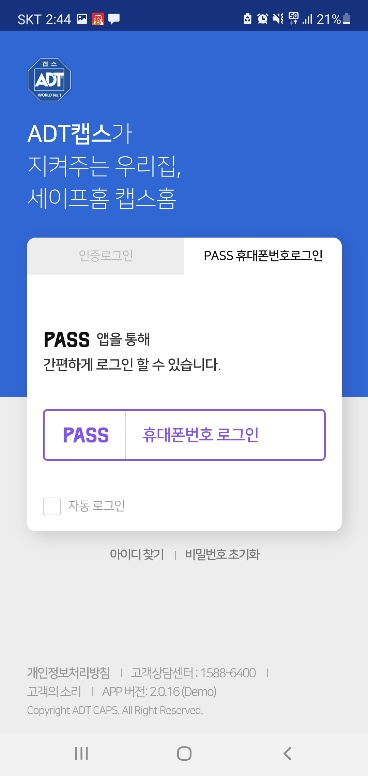 SKT 2:44 5G 21%
캡스
ADT
WORLD No.1
ADT캡스가
지켜주는 우리집,
세이프홈 캡스홈
인증로그인 PASS 휴대폰번호로그인
PASS 앱을 통해
간편하게 로그인 할 수 있습니다.
PASS 휴대폰번호 로그인
자동 로그인
아이디 찾기 | 비밀번호 초기화
개인정보처리방침 | 고객상담센터 : 1588-6400 |
고객의 소리 | APP 버전: 2.0.16 (Demo)
Copyright ADT CAPS. All Right Reserved.